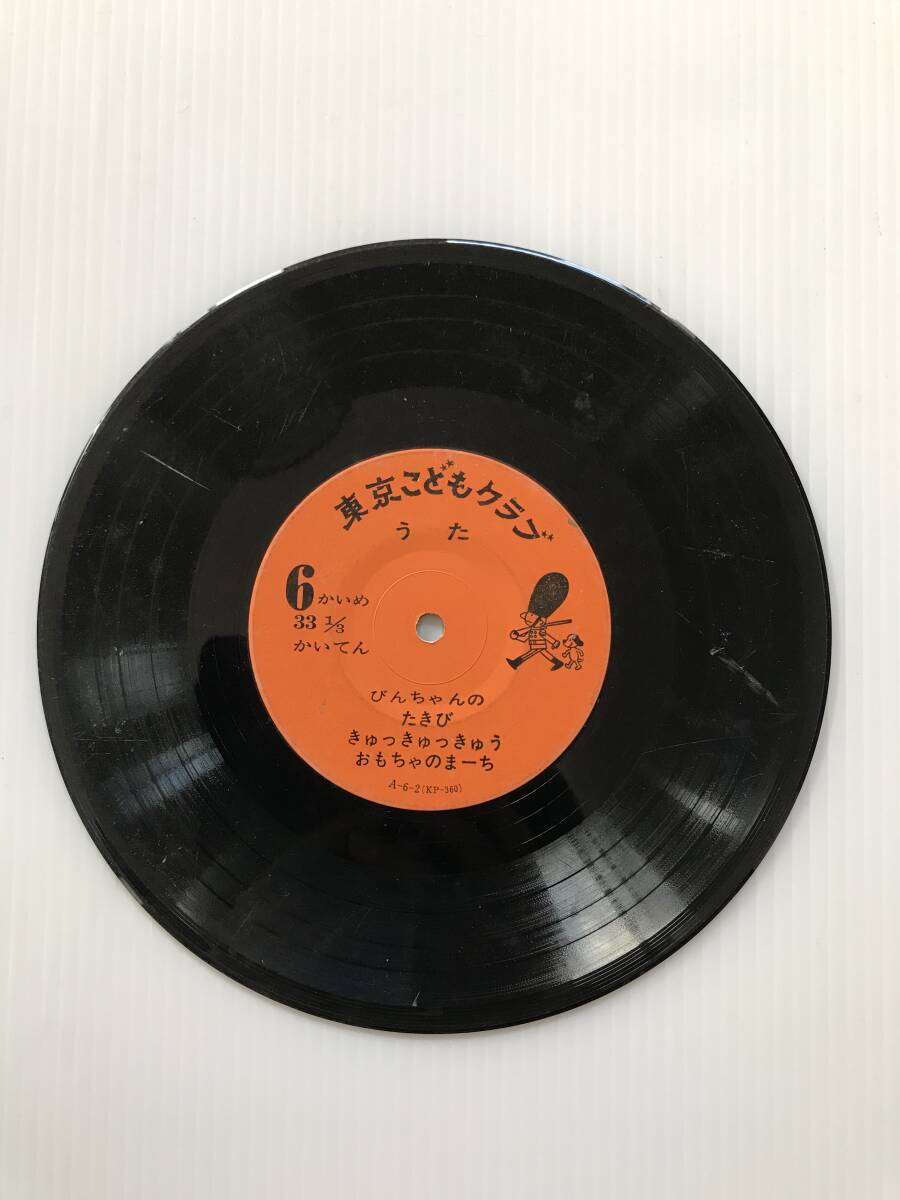 東京こどもクラブ
うた
6かいめ
33 1/3
かいてん
びんちゃんの
たきび
きゅっきゅっきゅう
おもちゃのまーち
A-6-2(KP-360)